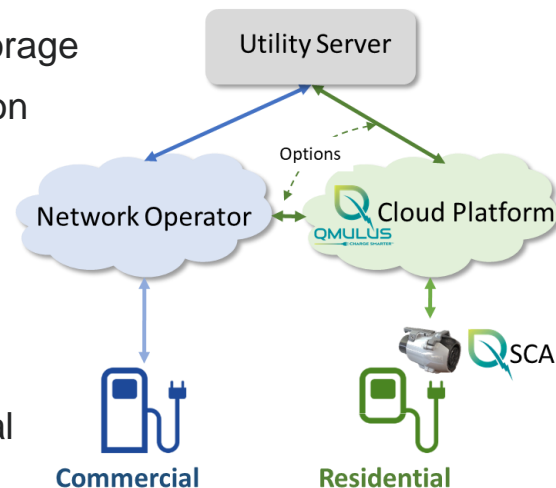 orage
on
al
Utility Server
Options
Network Operator
QMULUS
CHARGE SMARTER
Cloud Platform
SCA
Commercial
Residential